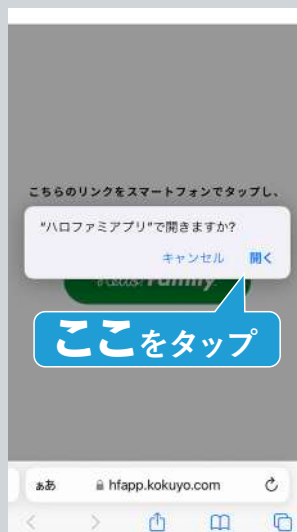 こちらのリンクをスマートフォンでタップし、
"ハロファミアプリ"で開きますか?
キャンセル 開く
Hello! Family.
ここをタップ
ぁあ hfapp.kokuyo.com